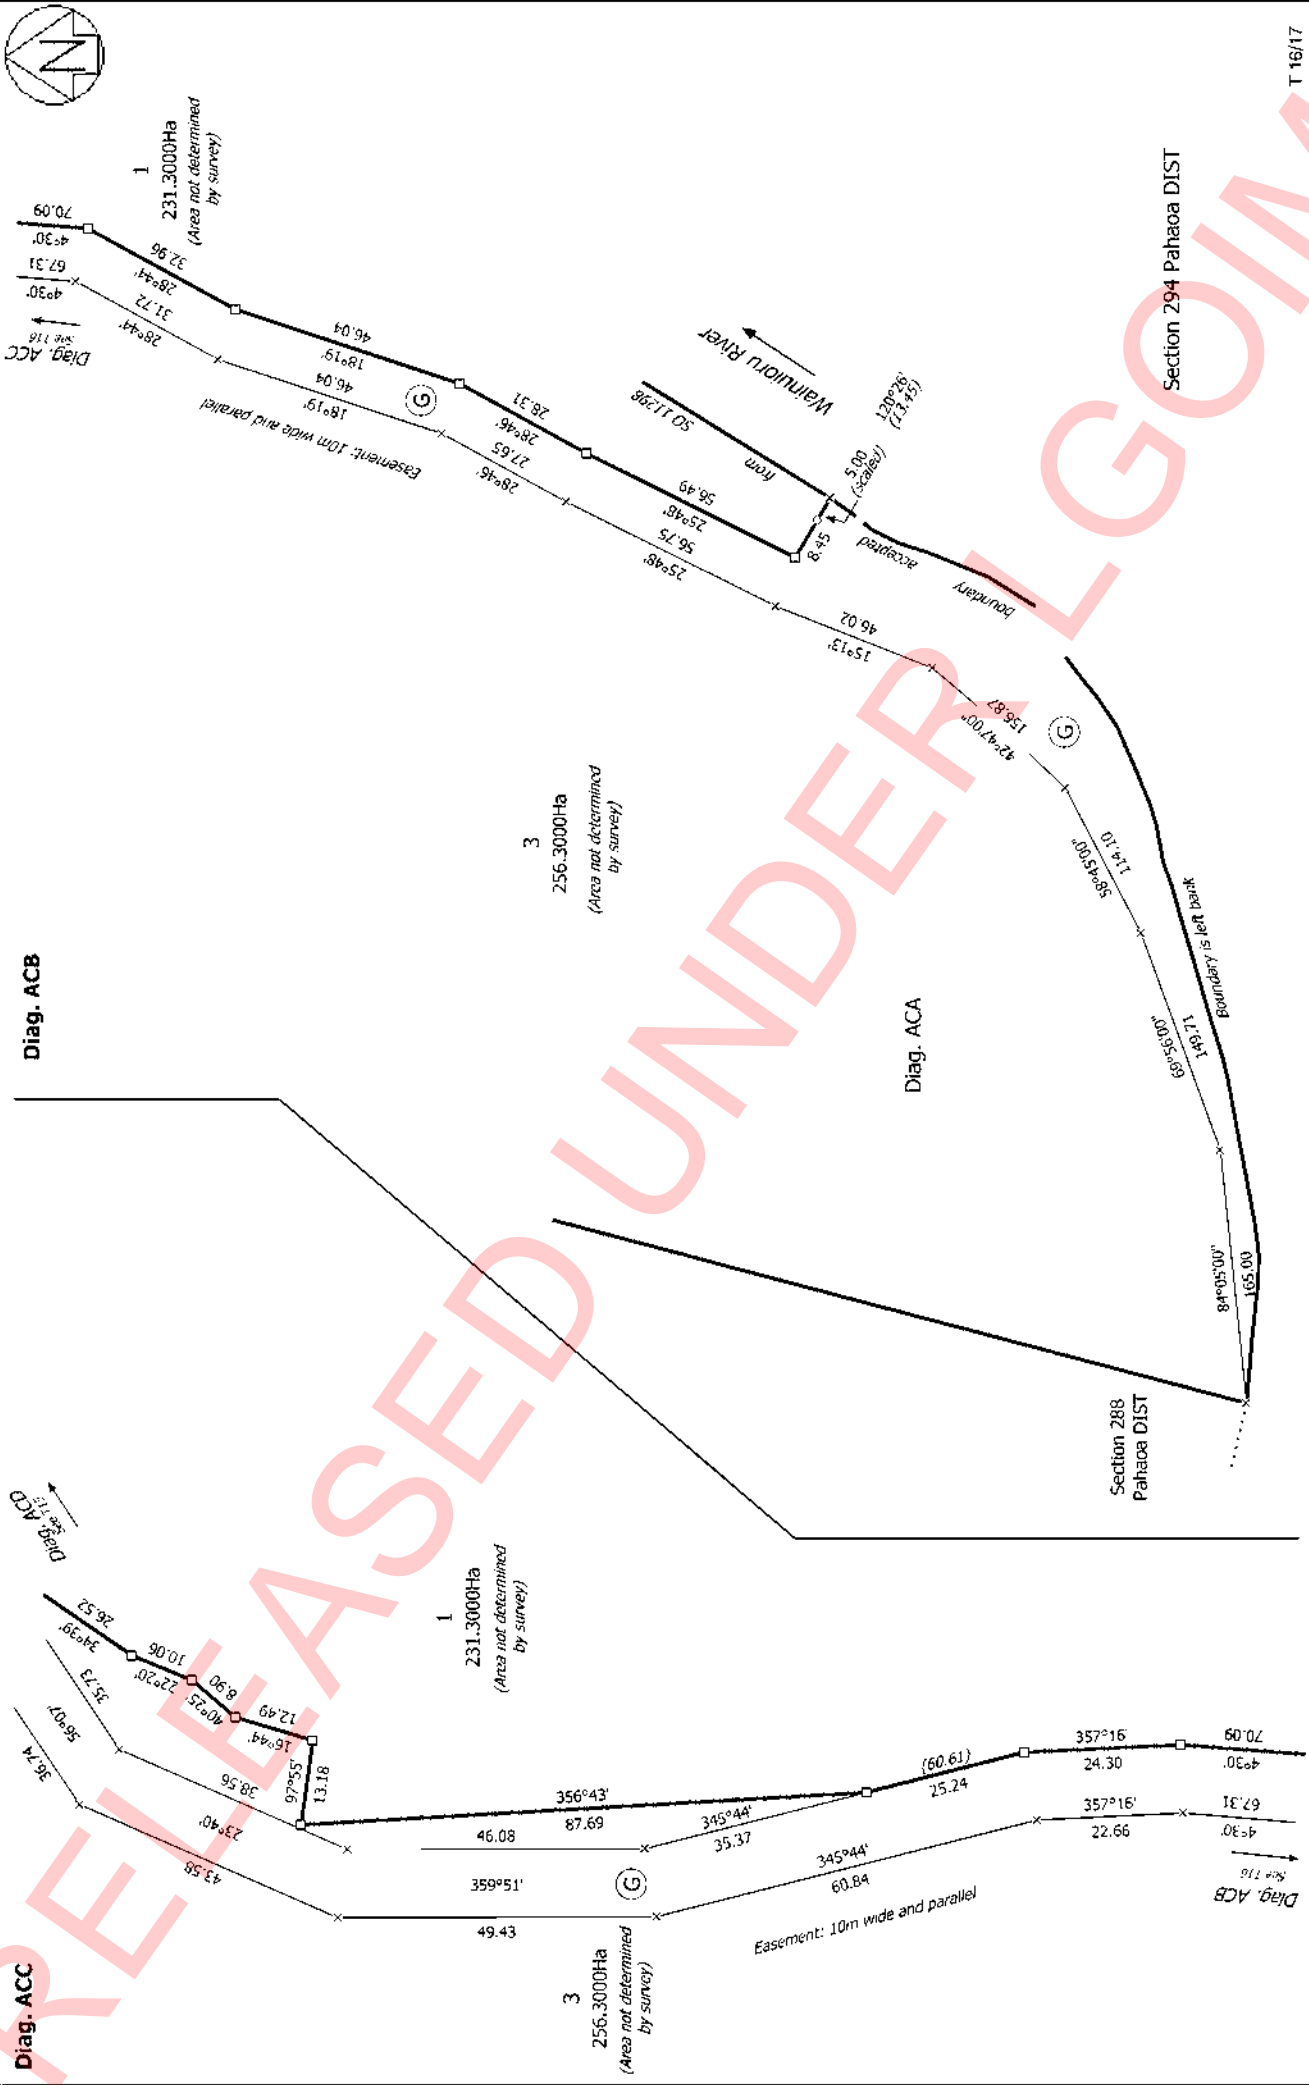 Diag. ACC
Diag. ACD
See T15
36.74
56°07'
35.73
34°39'
26.52
22°20'
10.06
40°25'
8.90
16°44'
12.49
97°55'
13.18
23°40'
38.56
43.58
1
231.3000Ha
(Area not determined
by survey)
356°43'
87.69
46.08
359°51'
49.43
G
345°44'
35.37
(60.61)
25.24
345°44'
60.84
357°16'
24.30
357°16'
22.66
4°30'
70.09
4°30'
67.31
Diag. ACB
See T16
Easement: 10m wide and parallel
3
256.3000Ha
(Area not determined
by survey)
Diag. ACB
N
Diag. ACC
See T16
4°30'
67.31
4°30'
70.09
1
231.3000Ha
(Area not determined
by survey)
28°44'
31.72
28°44'
32.96
18°19'
46.04
18°19'
46.04
Easement: 10m wide and parallel
G
28°46'
27.65
28°46'
28.31
25°48'
56.75
25°48'
56.49
8.45
5.00
(scaled)
120°26'
(13.45)
from
SO 11298
Wainuioru River
accepted
boundary
15°13'
46.02
42°47'00"
156.87
G
58°45'00"
114.10
69°56'00"
149.71
Boundary is left bank
84°05'00"
165.00
3
256.3000Ha
(Area not determined
by survey)
Diag. ACA
Section 288
Pahaoa DIST
Section 294 Pahaoa DIST
T 16/17
RELEASED UNDER LGOIM